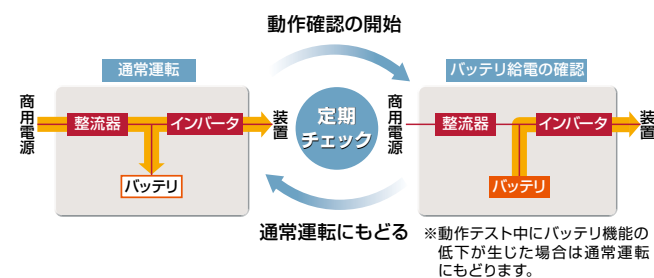 動作確認の開始
通常運転
商用電源
整流器
インバータ
装置
バッテリ
定期
チェック
バッテリ給電の確認
商用電源
整流器
インバータ
装置
バッテリ
通常運転にもどる
※動作テスト中にバッテリ機能の
低下が生じた場合は通常運転
にもどります。